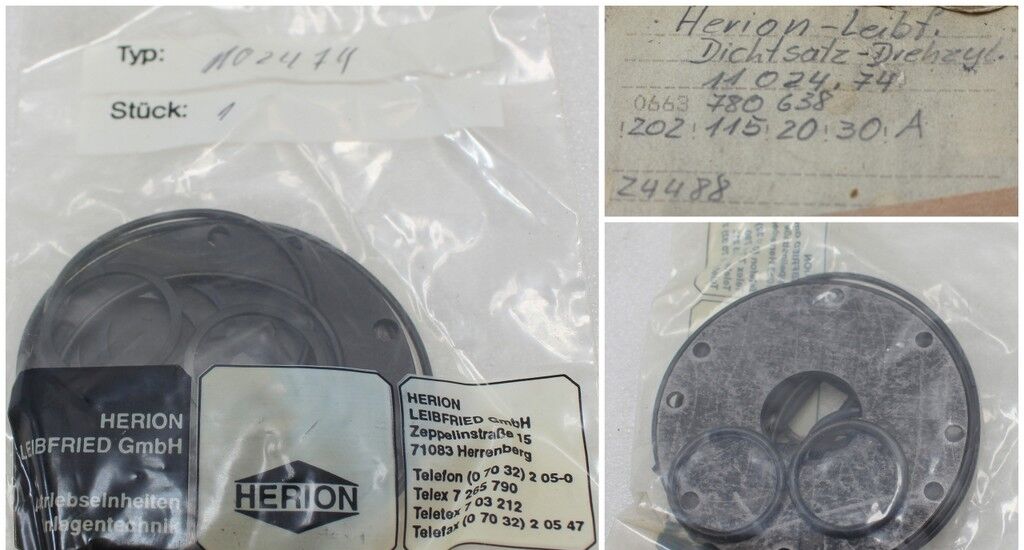 Typ: 1102474
Stück: 1
HERION
LEIBFRIED GmbH
HERION
HERION
LEIBFRIED GmbH
Zeppelinstraße 15
71083 Herrenberg
Telefon (0 70 32) 2 05-0
Telex 7 265 790
Teletex 7 03 212
Telefax (0 70 32) 2 05 47
Herion-Leibf.
Dichtsatz-Drehzyl.
11 024.74
0663 780 638
202 115 20 30 A
24488